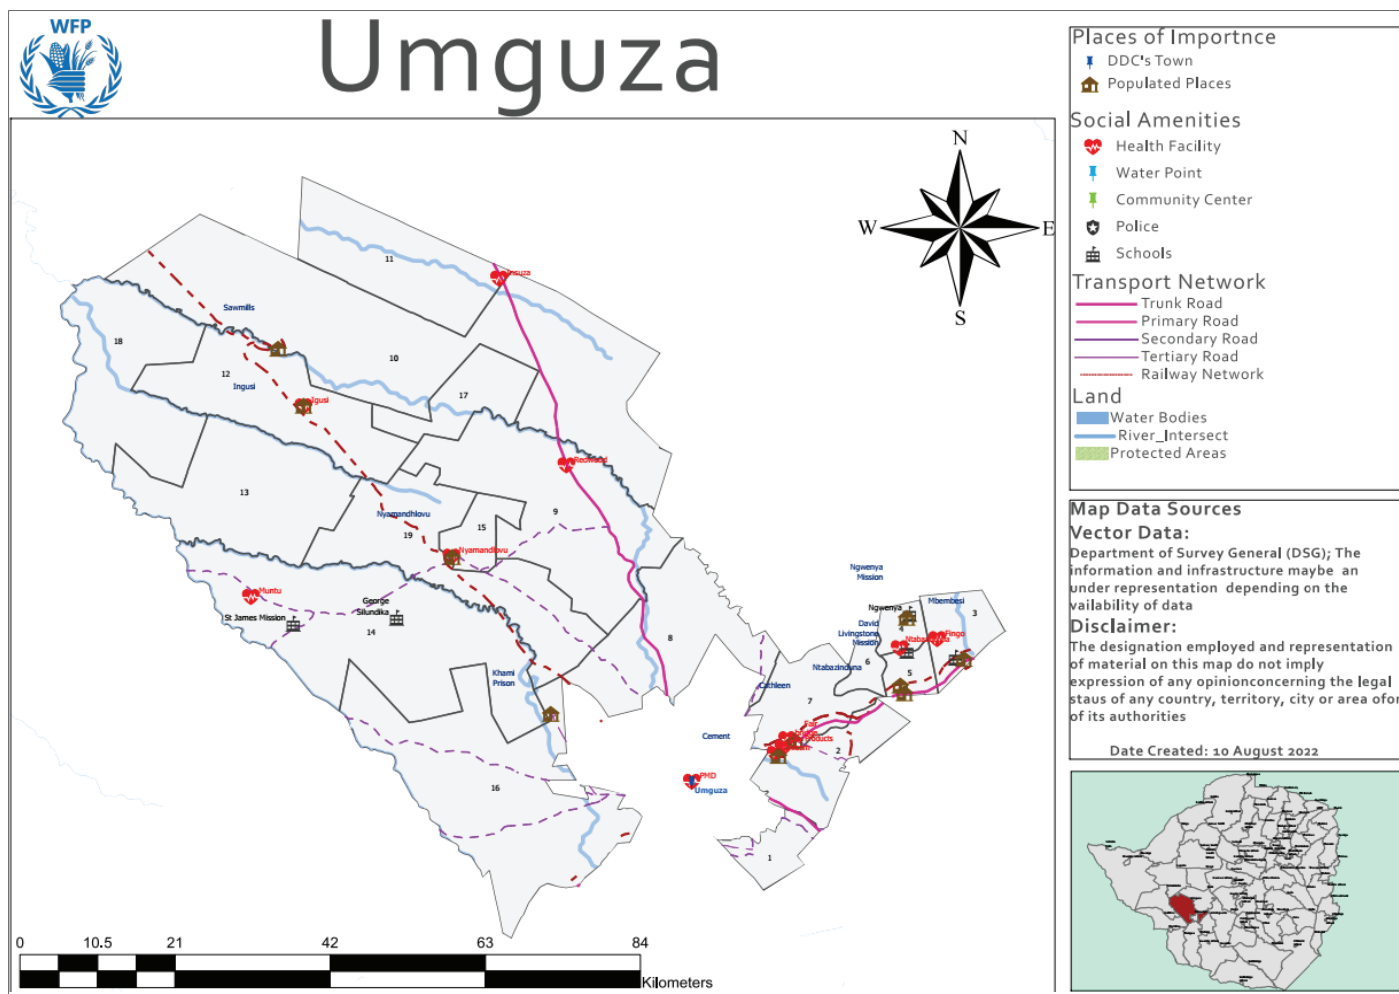 WFP
Umguza
N
W
E
S
11
Insuza
Sawmills
18
10
12
Ingusi
Igusi
17
Redwood
13
9
Nyamandhlovu
15
19
Nyamandlovu
Muntu
George
Silundika
St James Mission
14
8
Khami
Prison
16
Ngwenya
Mission
Ngwenya
Mbembesi
3
David
Livingstone
Mission
4
Fingo
Ntabazinduna
6
5
Cathleen
7
Cement
2
PMD
Umguza
1
0 10.5 21 42 63 84
Kilometers
Places of Importnce
DDC's Town
Populated Places
Social Amenities
Health Facility
Water Point
Community Center
Police
Schools
Transport Network
Trunk Road
Primary Road
Secondary Road
Tertiary Road
Railway Network
Land
Water Bodies
River_Intersect
Protected Areas
Map Data Sources
Vector Data:
Department of Survey General (DSG); The
information and infrastructure maybe an
under representation depending on the
vailability of data
Disclaimer:
The designation employed and representation
of material on this map do not imply
expression of any opinionconcerning the legal
staus of any country, territory, city or area ofor
of its authorities
Date Created: 10 August 2022